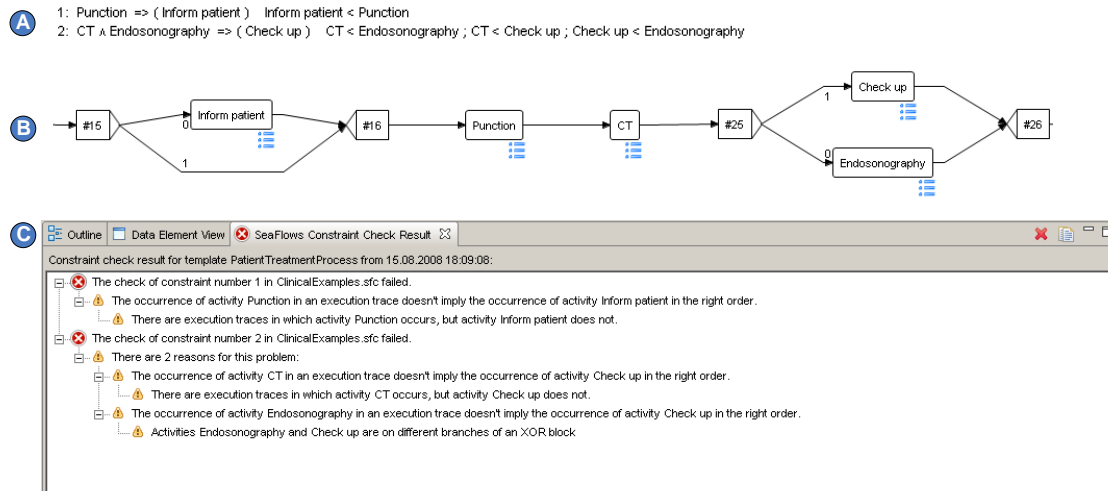 A
1: Punction => ( Inform patient ) Inform patient < Punction
2: CT ∧ Endosonography => ( Check up ) CT < Endosonography ; CT < Check up ; Check up < Endosonography
B
#15
0
Inform patient
1
#16
Punction
CT
#25
1
Check up
0
Endosonography
#26
C
Outline Data Element View SeaFlows Constraint Check Result
Constraint check result for template PatientTreatmentProcess from 15.08.2008 18:09:08:
The check of constraint number 1 in ClinicalExamples.sfc failed.
The occurrence of activity Punction in an execution trace doesn't imply the occurrence of activity Inform patient in the right order.
There are execution traces in which activity Punction occurs, but activity Inform patient does not.
The check of constraint number 2 in ClinicalExamples.sfc failed.
There are 2 reasons for this problem:
The occurrence of activity CT in an execution trace doesn't imply the occurrence of activity Check up in the right order.
There are execution traces in which activity CT occurs, but activity Check up does not.
The occurrence of activity Endosonography in an execution trace doesn't imply the occurrence of activity Check up in the right order.
Activities Endosonography and Check up are on different branches of an XOR block